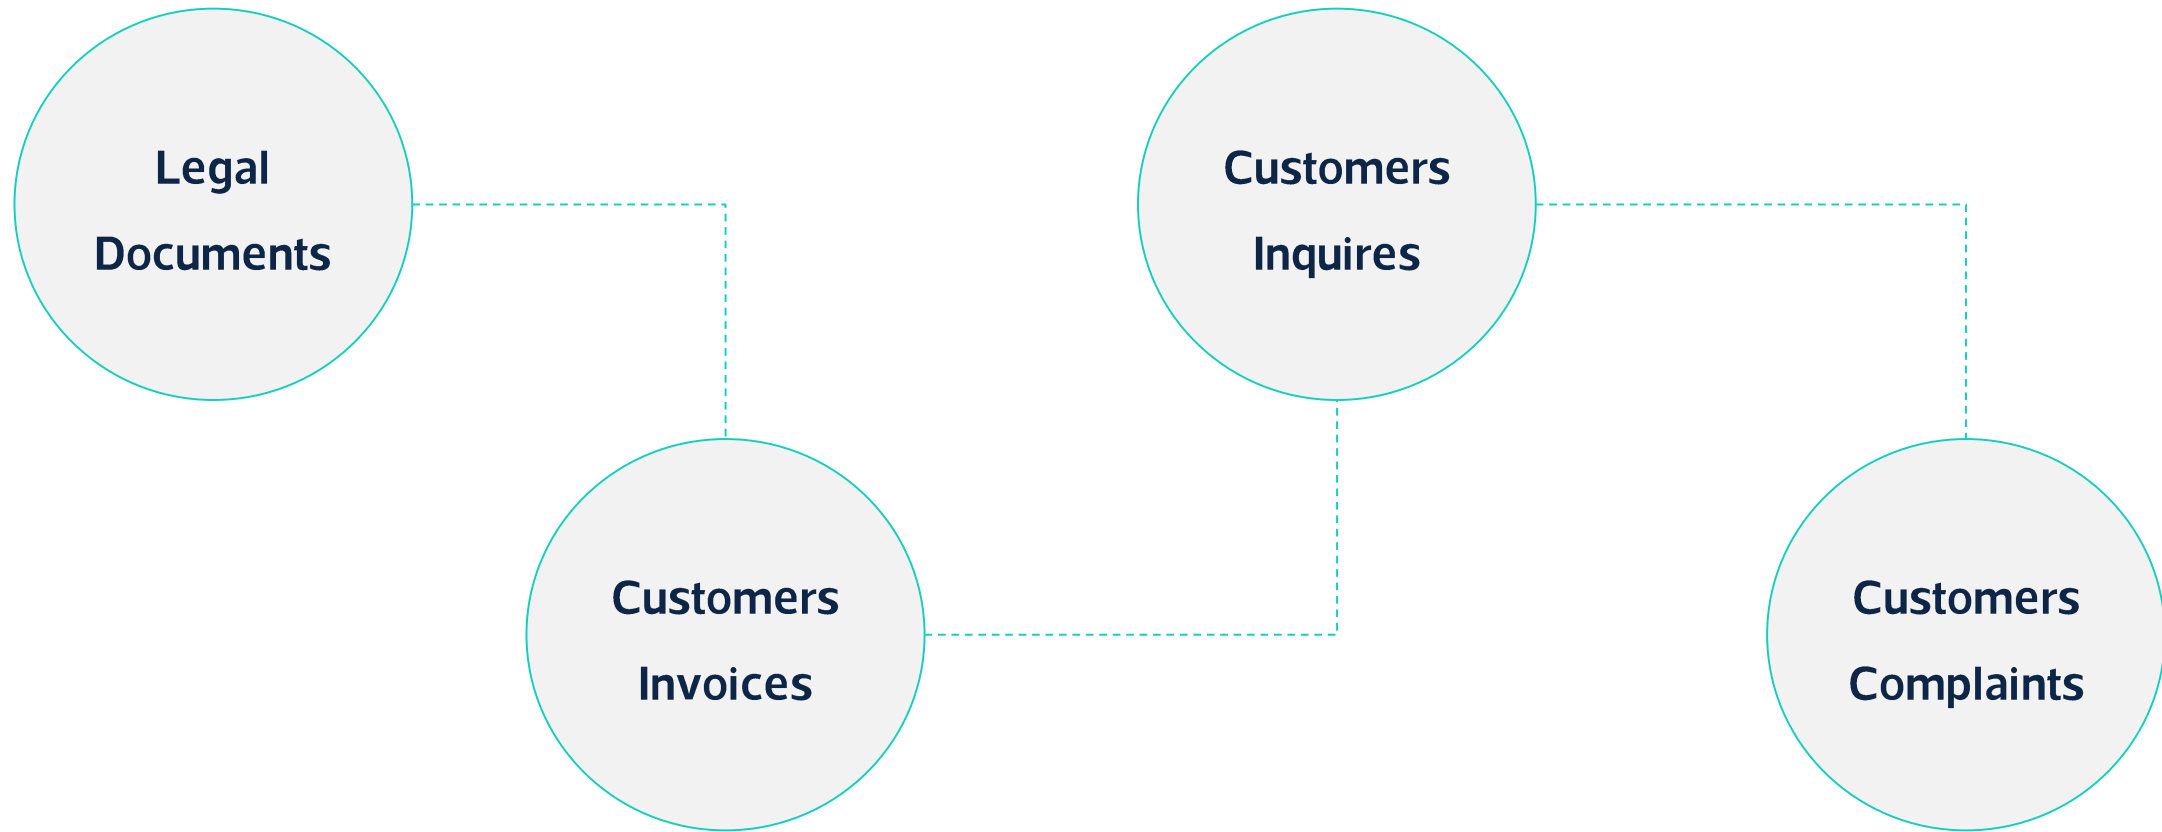 Legal
Documents
Customers
Invoices
Customers
Inquires
Customers
Complaints